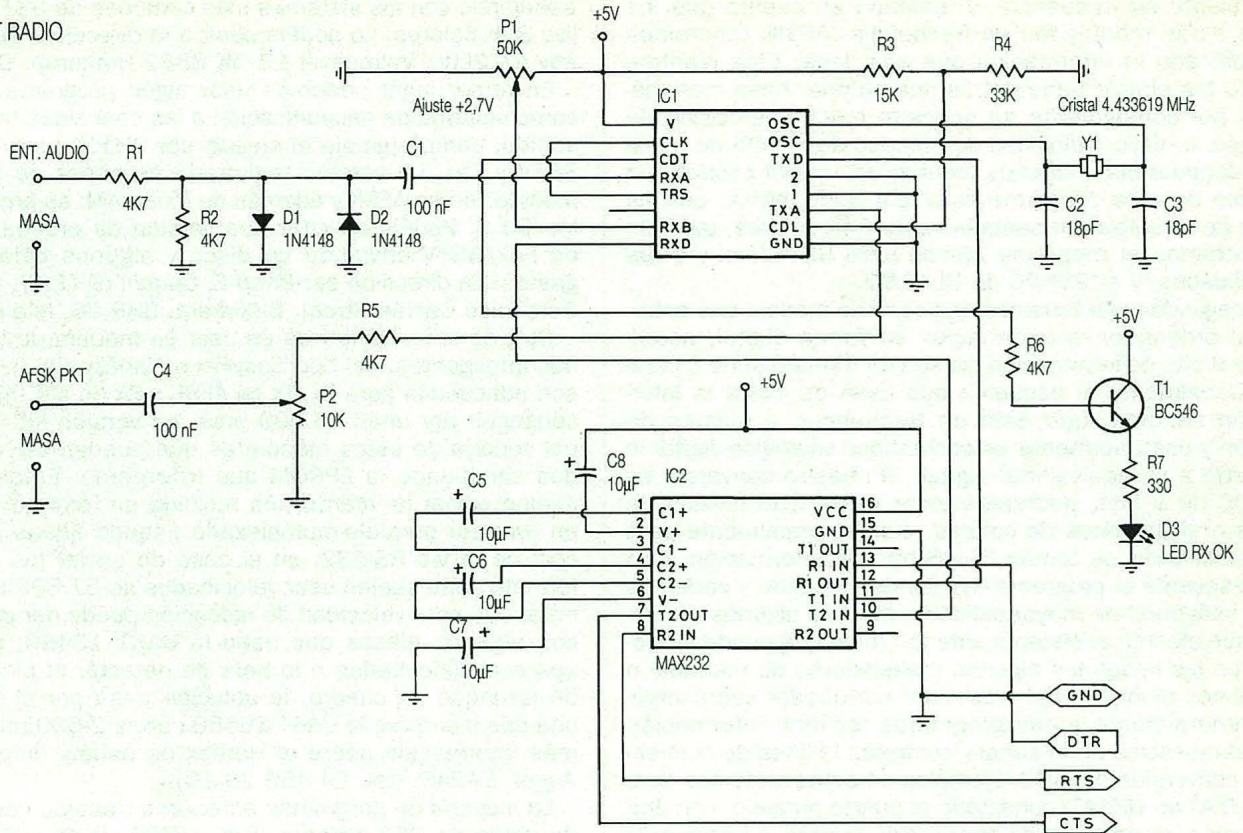 T RADIO
P1
50K
+5V
R3
15K
R4
33K
Ajuste +2,7V
IC1
Cristal 4.433619 MHz
ENT. AUDIO
R1
4K7
C1
100 nF
V
CLK
CDT
RXA
TRS
RXB
RXD
OSC
OSC
TXD
2
1
TXA
CDL
GND
Y1
C2
18pF
C3
18pF
MASA
R2
4K7
D1
1N4148
D2
1N4148
R5
4K7
+5V
R6
4K7
T1
BC546
AFSK PKT
C4
100 nF
P2
10K
+5V
MASA
C8
10µF
IC2
R7
330
D3
LED RX OK
C5
10µF
C6
10µF
C7
10µF
1
2
3
4
5
6
7
8
C1+
V+
C1-
C2+
C2-
V-
T2 OUT
R2 IN
VCC
GND
T1 OUT
R1 IN
R1 OUT
T1 IN
T2 IN
R2 OUT
16
15
14
13
12
11
10
9
MAX232
GND
DTR
RTS
CTS